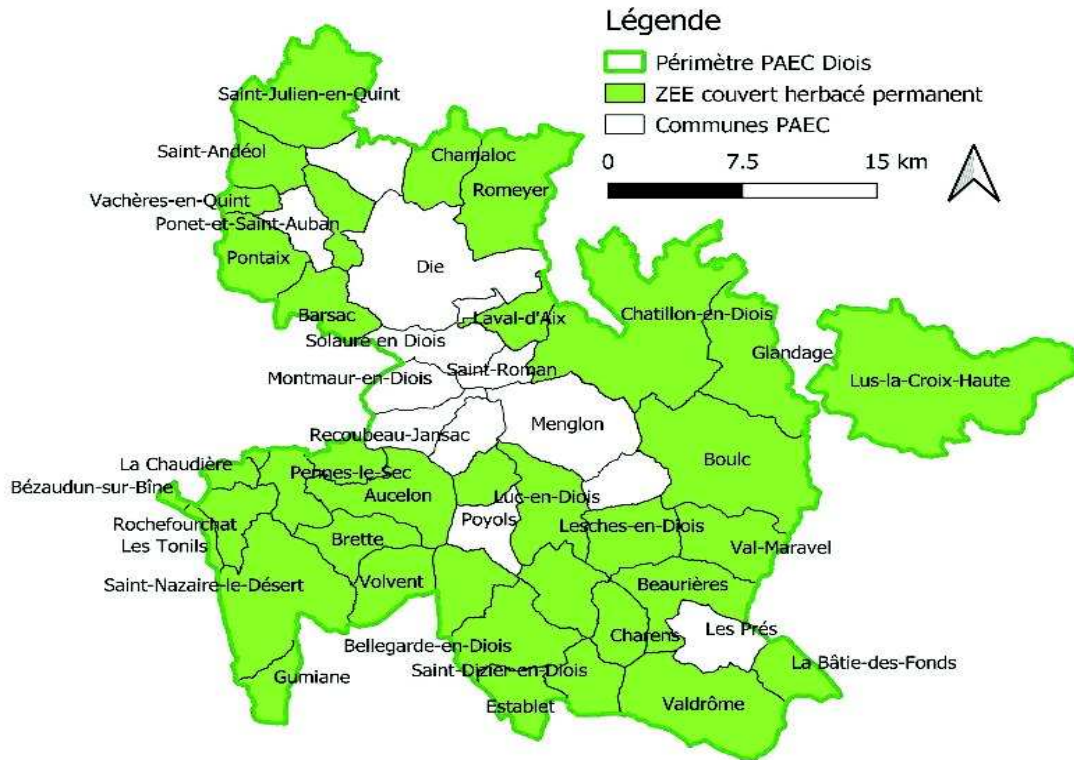 Légende
Périmètre PAEC Diois
ZEE couvert herbacé permanent
Communes PAEC
0 7.5 15 km
Saint-Julien-en-Quint
Saint-Andéol
Chamaloc
Romeyer
Vachères-en-Quint
Ponet-et-Saint-Auban
Pontaix
Die
Barsac
Laval-d'Aix
Chatillon-en-Diois
Solaure en Diois
Glandage
Saint-Roman
Montmaur-en-Diois
Lus-la-Croix-Haute
Menglon
Recoubeau-Jansac
Boulc
La Chaudière
Pennes-le-Sec
Bézaudun-sur-Bîne
Aucelon
Luc-en-Diois
Rochefourchat
Poyols
Lesches-en-Diois
Les Tonils
Brette
Val-Maravel
Saint-Nazaire-le-Désert
Volvent
Beaurières
Charens
Les Prés
Bellegarde-en-Diois
La Bâtie-des-Fonds
Saint-Dizier-en-Diois
Gumiane
Establet
Valdrôme